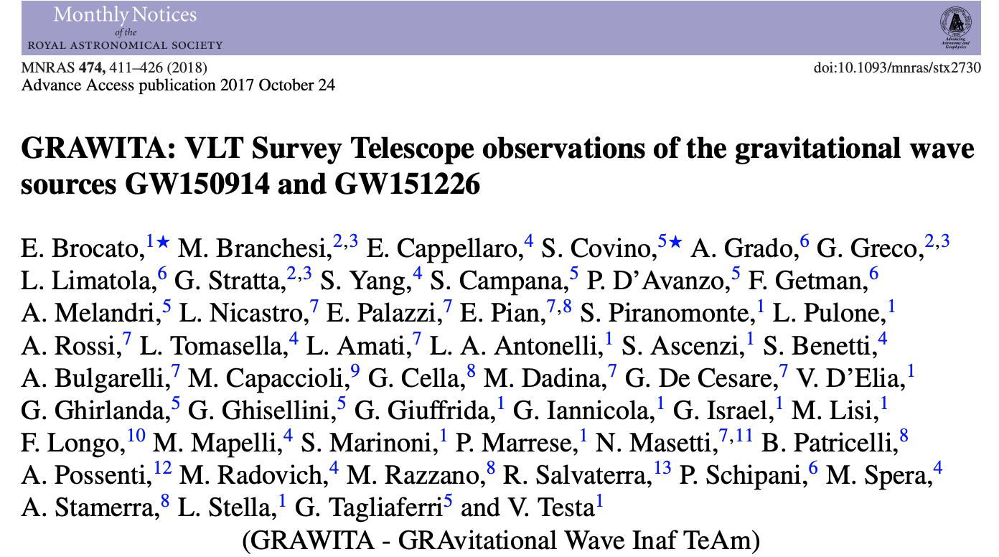 Monthly Notices
of the
ROYAL ASTRONOMICAL SOCIETY
Advancing
Astronomy and
Geophysics
MNRAS 474, 411–426 (2018)
doi:10.1093/mnras/stx2730
Advance Access publication 2017 October 24
GRAWITA: VLT Survey Telescope observations of the gravitational wave
sources GW150914 and GW151226
E. Brocato,1★ M. Branchesi,2,3 E. Cappellaro,4 S. Covino,5★ A. Grado,6 G. Greco,2,3
L. Limatola,6 G. Stratta,2,3 S. Yang,4 S. Campana,5 P. D’Avanzo,5 F. Getman,6
A. Melandri,5 L. Nicastro,7 E. Palazzi,7 E. Pian,7,8 S. Piranomonte,1 L. Pulone,1
A. Rossi,7 L. Tomasella,4 L. Amati,7 L. A. Antonelli,1 S. Ascenzi,1 S. Benetti,4
A. Bulgarelli,7 M. Capaccioli,9 G. Cella,8 M. Dadina,7 G. De Cesare,7 V. D’Elia,1
G. Ghirlanda,5 G. Ghisellini,5 G. Giuffrida,1 G. Iannicola,1 G. Israel,1 M. Lisi,1
F. Longo,10 M. Mapelli,4 S. Marinoni,1 P. Marrese,1 N. Masetti,7,11 B. Patricelli,8
A. Possenti,12 M. Radovich,4 M. Razzano,8 R. Salvaterra,13 P. Schipani,6 M. Spera,4
A. Stamerra,8 L. Stella,1 G. Tagliaferri5 and V. Testa1
(GRAWITA - GRAvitational Wave Inaf TeAm)